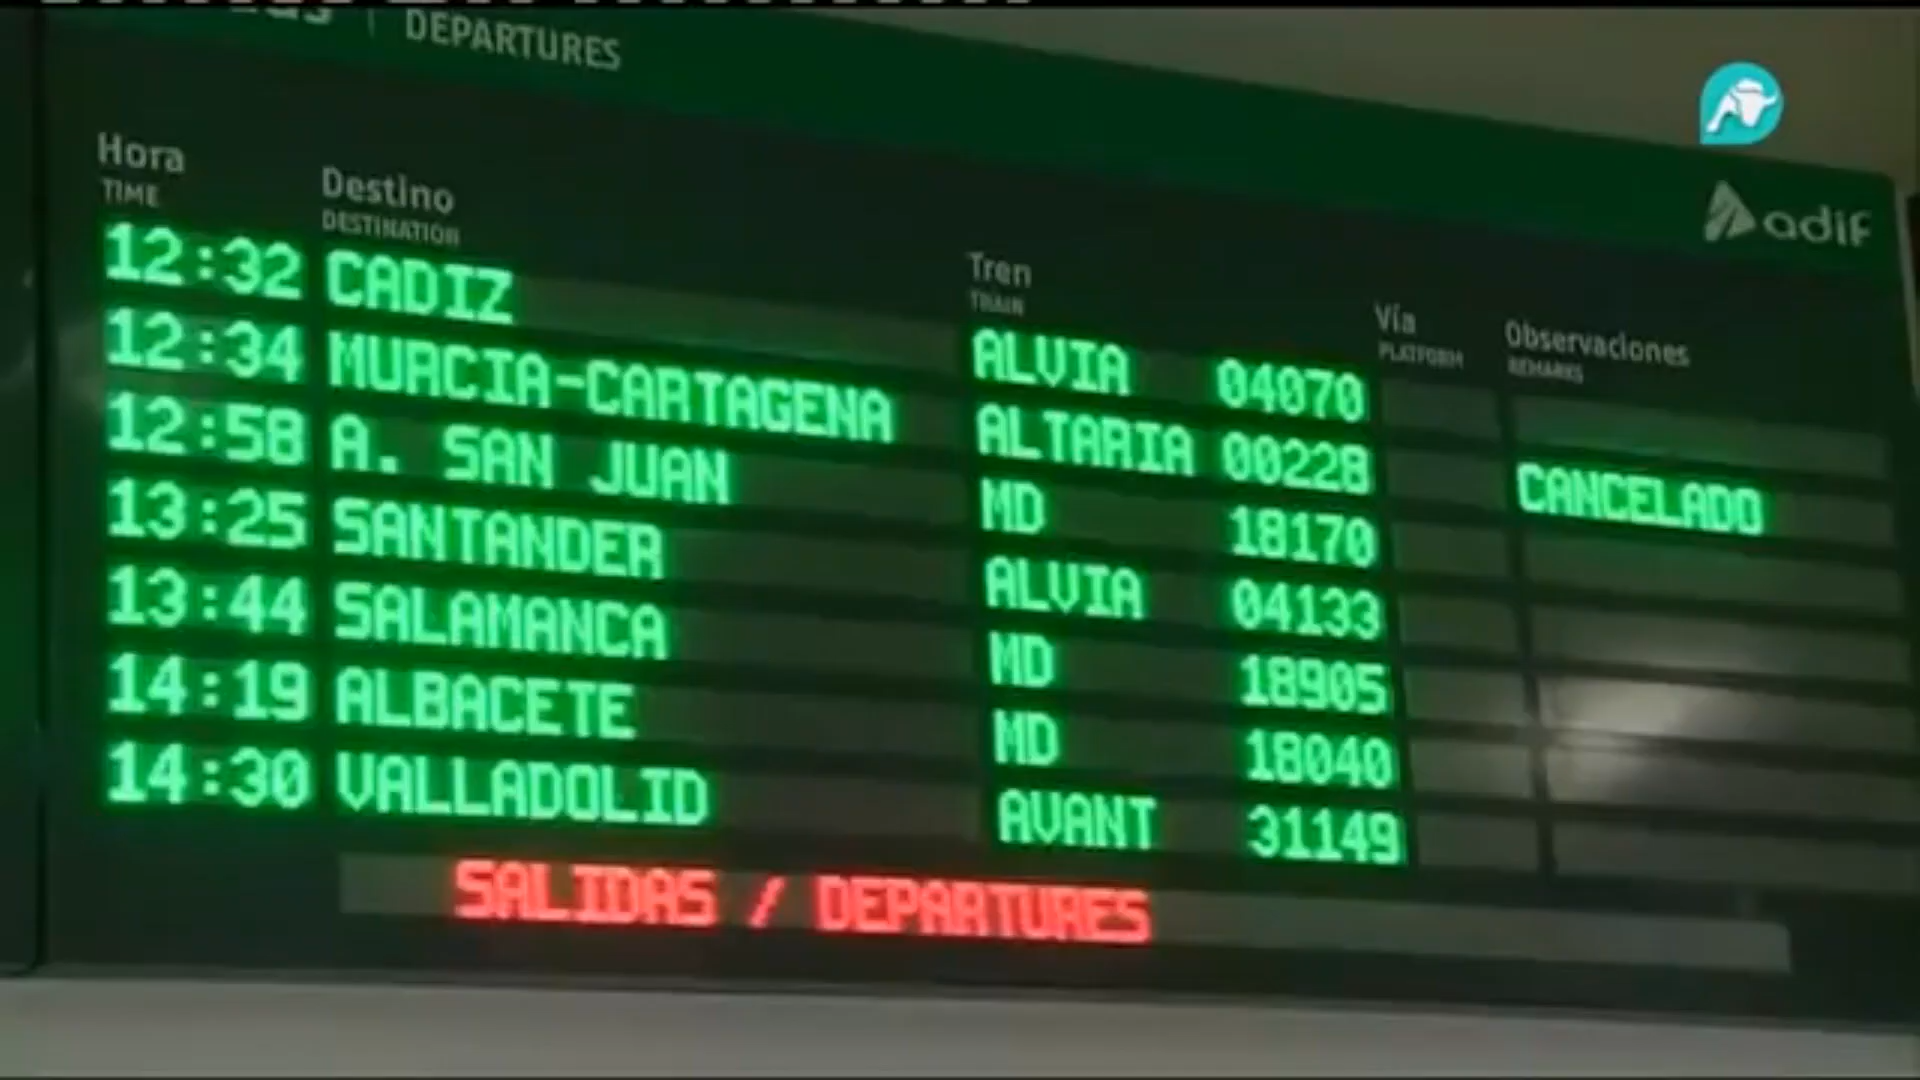 DEPARTURES
adif
Hora Destino Tren Vía Observaciones
TIME DESTINATION TRAIN PLATFORM REMARKS
12:32 CADIZ ALVIA 04070
12:34 MURCIA-CARTAGENA ALTARIA 00228 CANCELADO
12:58 A. SAN JUAN MD 18170
13:25 SANTANDER ALVIA 04133
13:44 SALAMANCA MD 18905
14:19 ALBACETE MD 18040
14:30 VALLADOLID AVANT 31149
SALIDAS / DEPARTURES